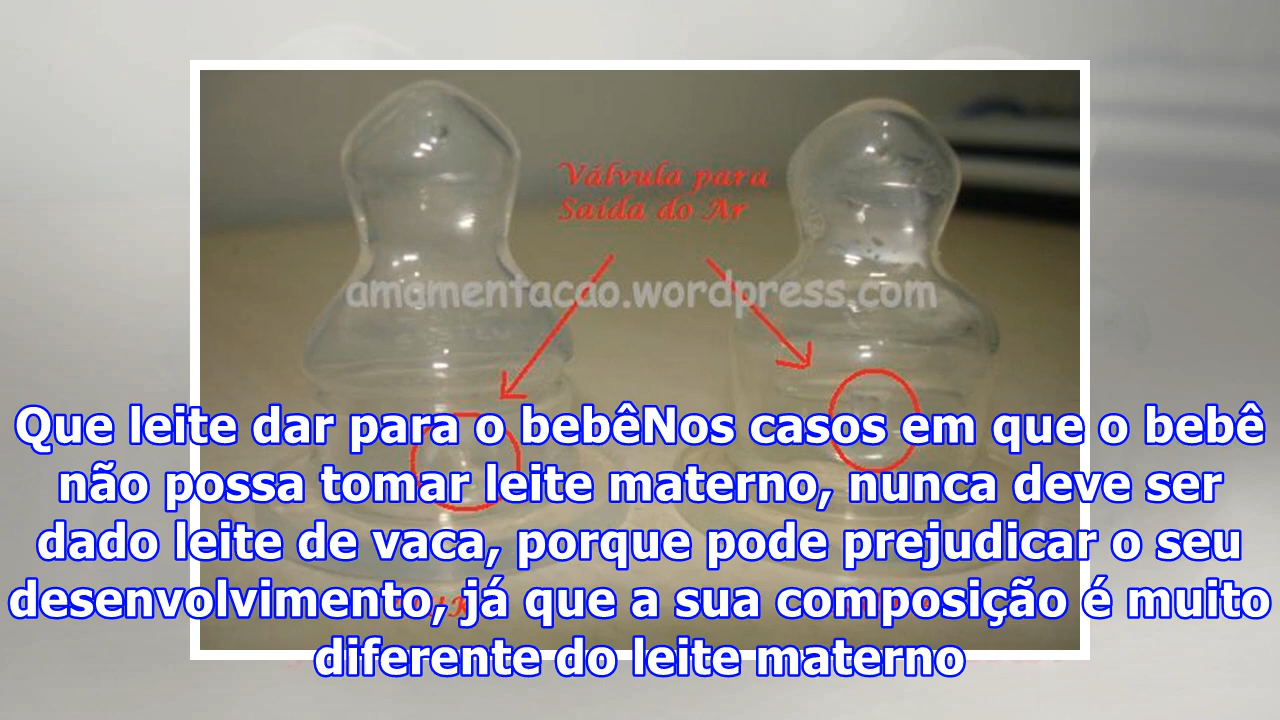 Válvula para
Saída do Ar
amamentacao.wordpress.com
Que leite dar para o bebêNos casos em que o bebê
não possa tomar leite materno, nunca deve ser
dado leite de vaca, porque pode prejudicar o seu
desenvolvimento, já que a sua composição é muito
diferente do leite materno